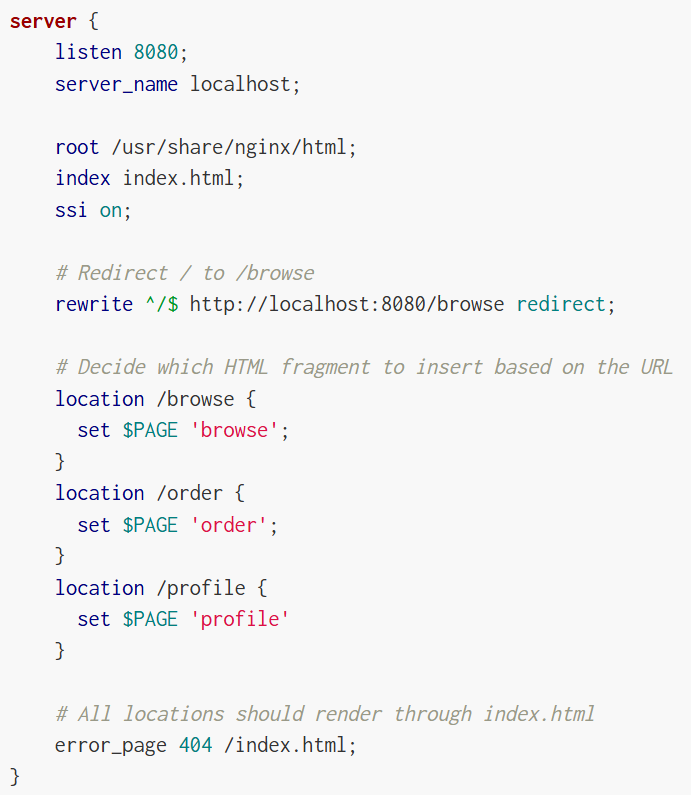 server {
    listen 8080;
    server_name localhost;

    root /usr/share/nginx/html;
    index index.html;
    ssi on;

    # Redirect / to /browse
    rewrite ^/$ http://localhost:8080/browse redirect;

    # Decide which HTML fragment to insert based on the URL
    location /browse {
      set $PAGE 'browse';
    }
    location /order {
      set $PAGE 'order';
    }
    location /profile {
      set $PAGE 'profile'
    }

    # All locations should render through index.html
    error_page 404 /index.html;
}